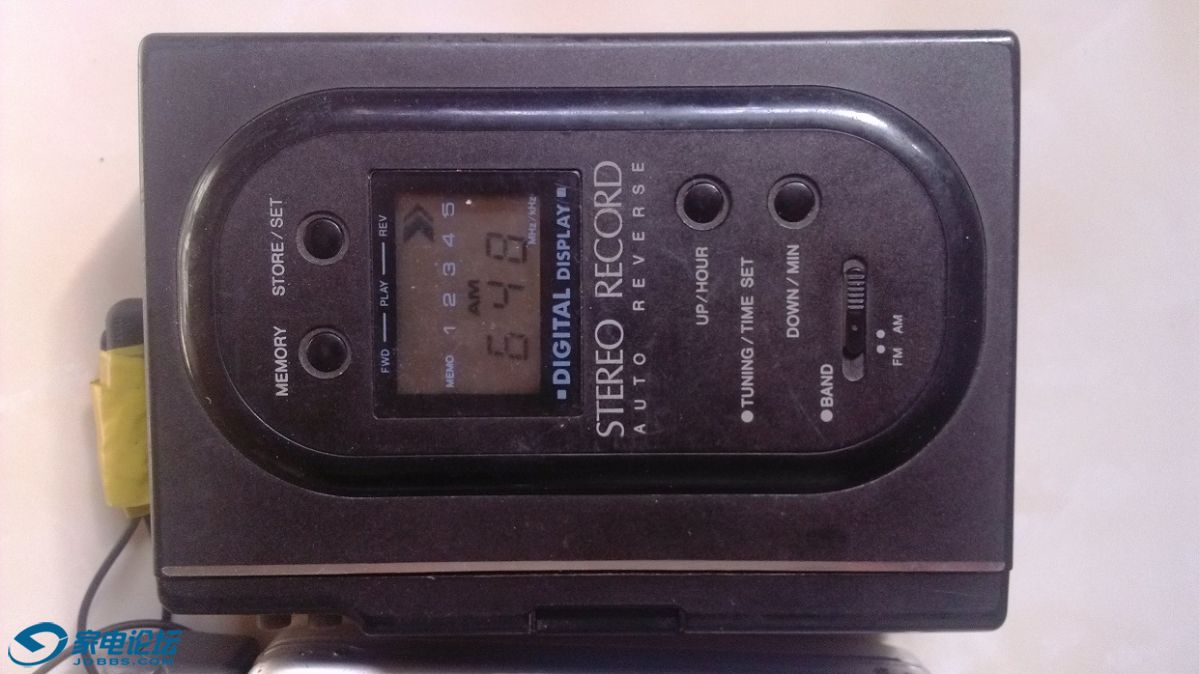 MEMORY STORE/SET
FWD PLAY REV
MEMO 1 2 3 4 5
AM
648
MHz/kHz
■DIGITAL DISPLAY■
STEREO RECORD
AUTO REVERSE
UP/HOUR
●TUNING/TIME SET
DOWN/MIN
●BAND
FM AM
家电论坛
JDBBS.COM